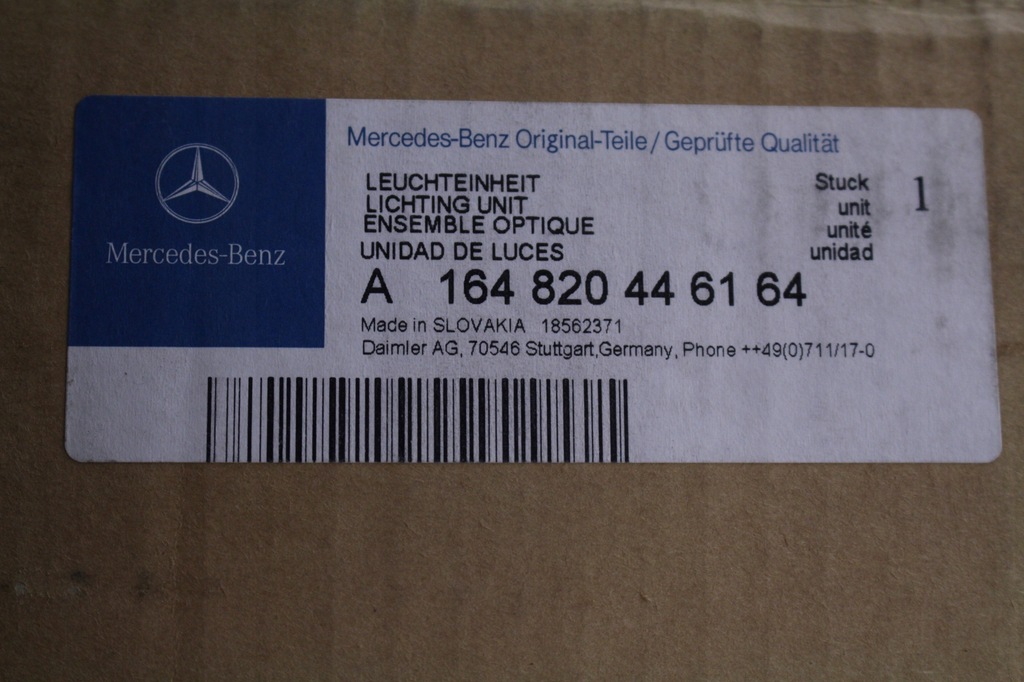 Mercedes-Benz
Mercedes-Benz Original-Teile/Geprüfte Qualität
LEUCHTEINHEIT
LICHTING UNIT
ENSEMBLE OPTIQUE
UNIDAD DE LUCES
Stuck
unit
unité
unidad
1
A 164 820 44 61 64
Made in SLOVAKIA 18562371
Daimler AG, 70546 Stuttgart,Germany, Phone ++49(0)711/17-0